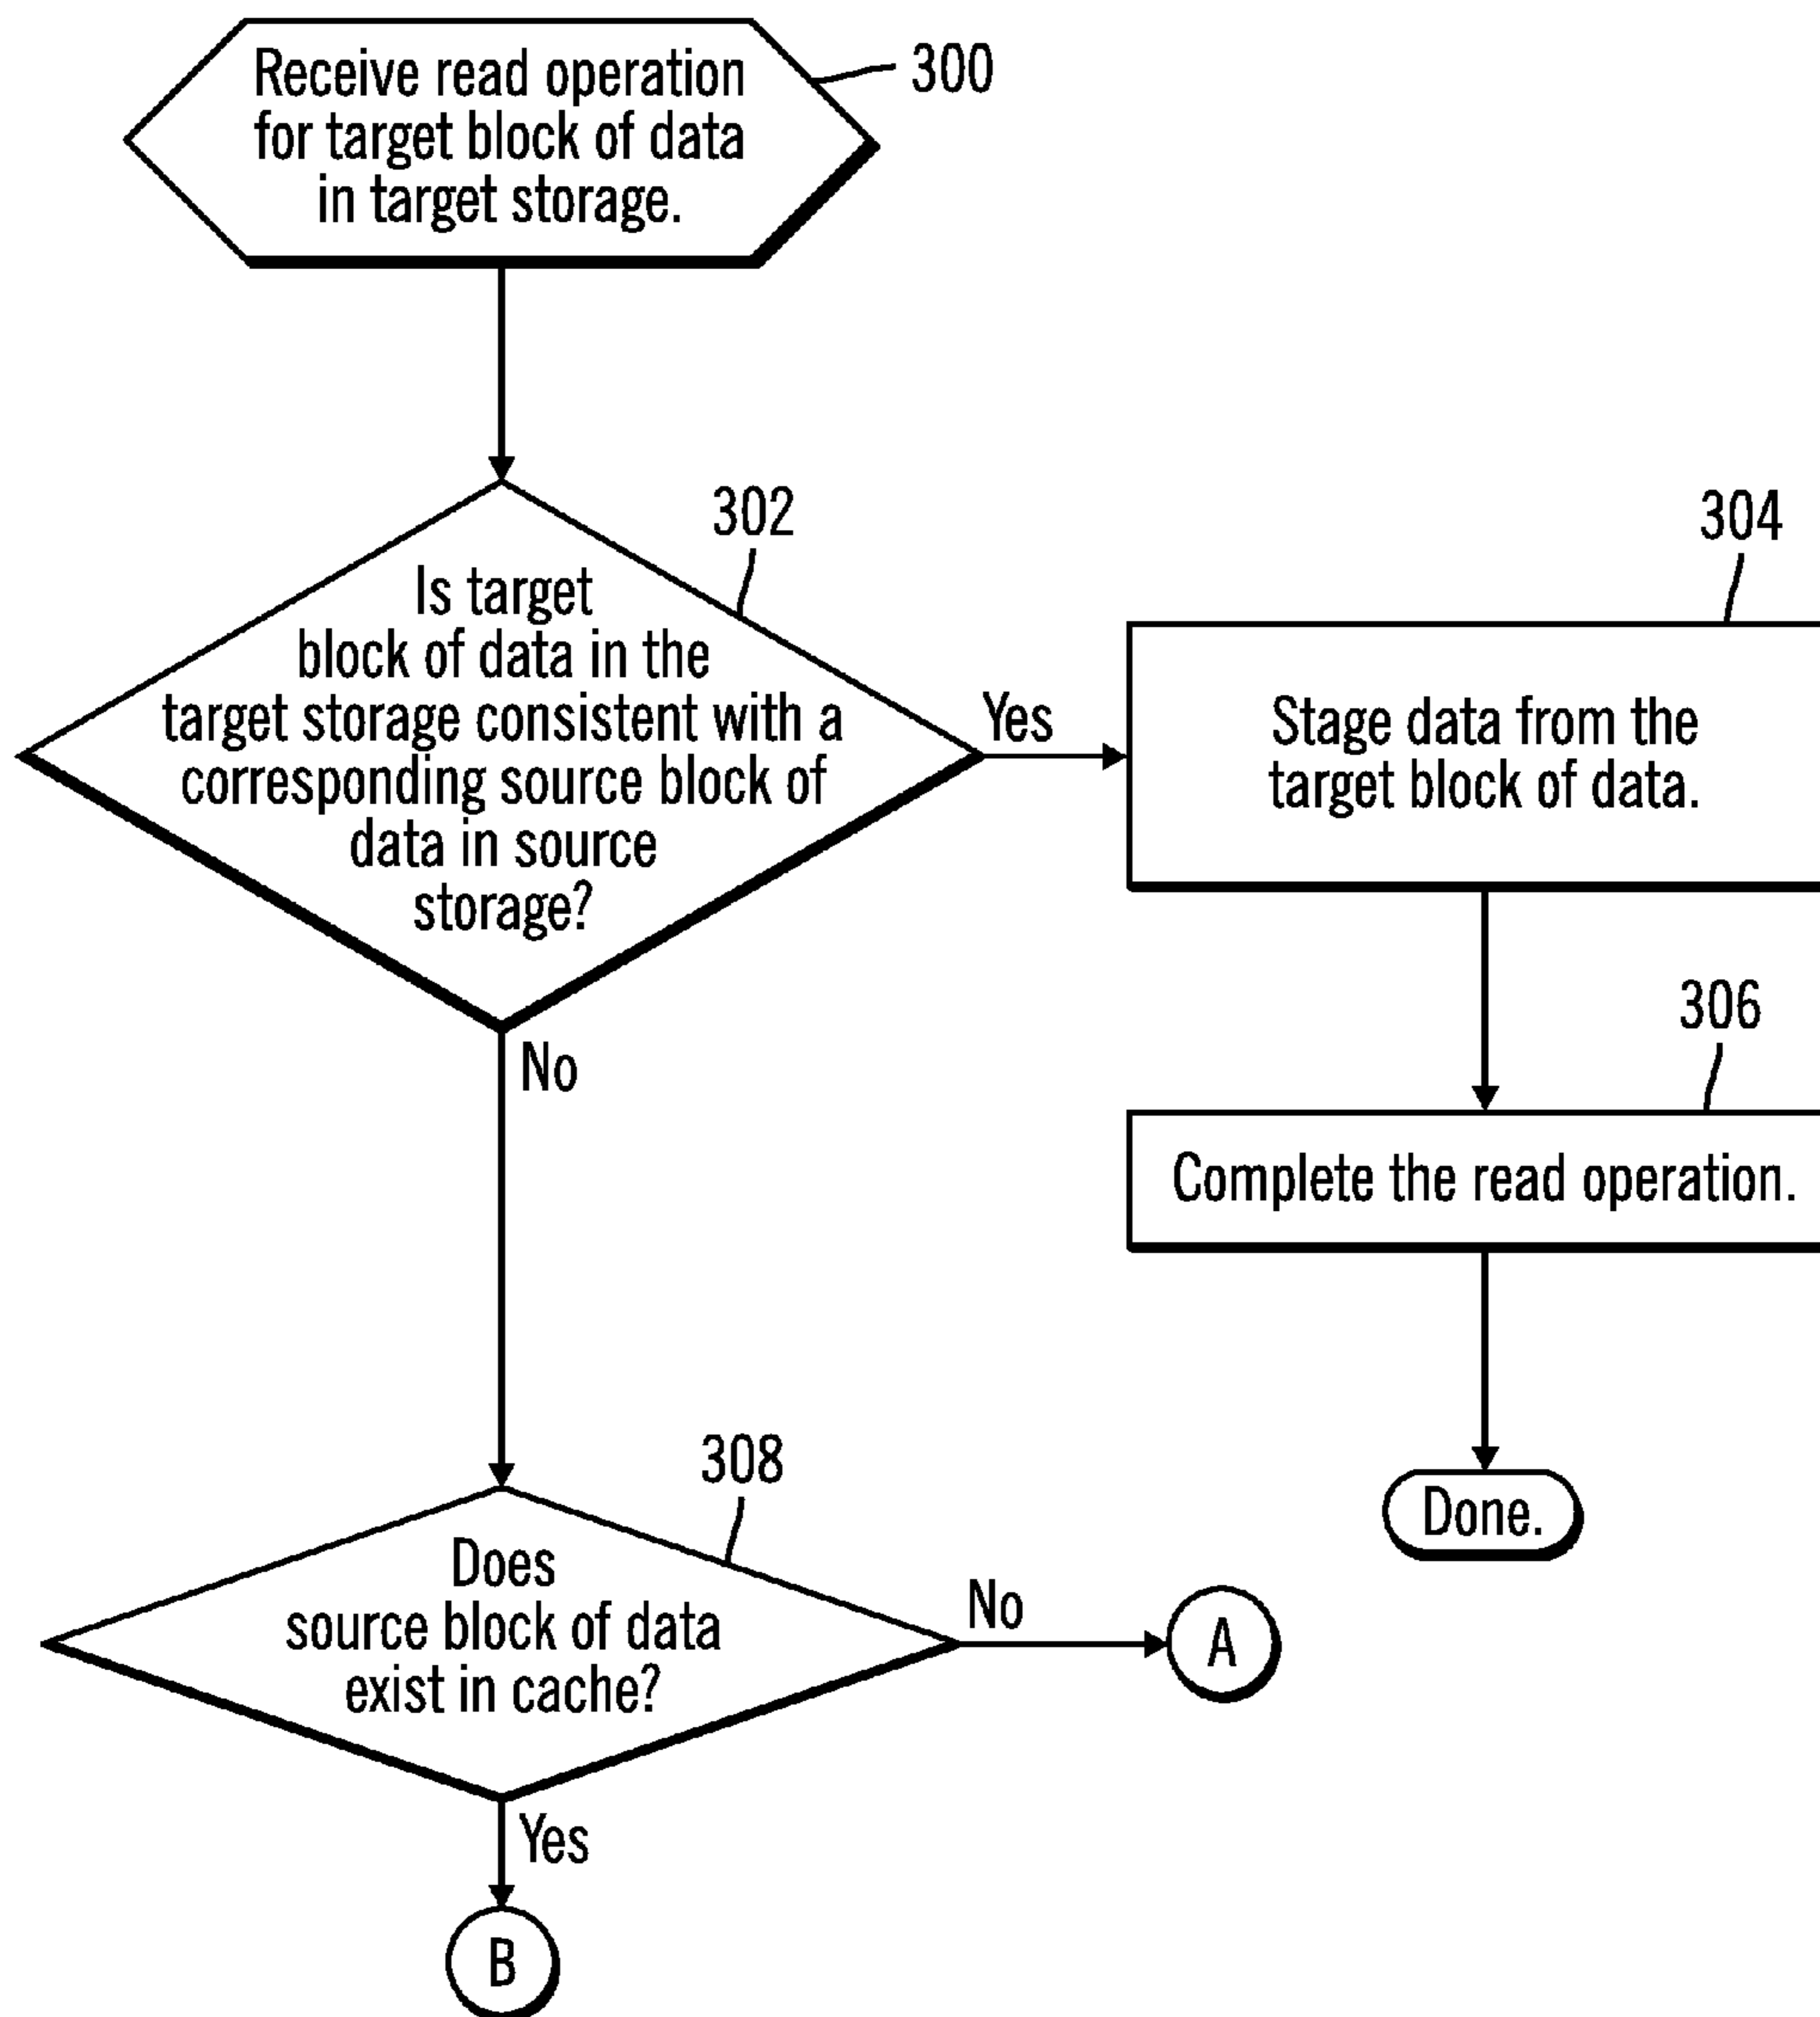 Receive read operation
for target block of data
in target storage.
300
302
Is target
block of data in the
target storage consistent with a
corresponding source block of
data in source
storage?
Yes
No
304
Stage data from the
target block of data.
306
Complete the read operation.
Done.
308
Does
source block of data
exist in cache?
No
A
Yes
B